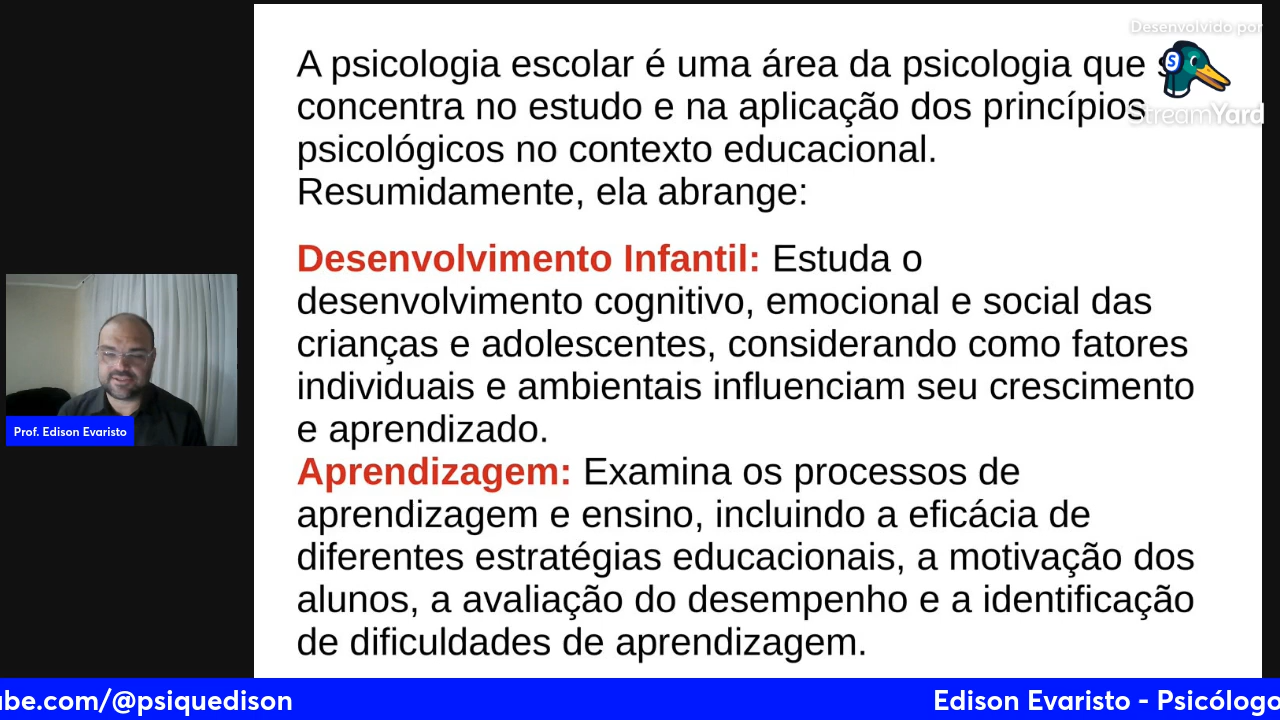 Desenvolvido por
StreamYard
A psicologia escolar é uma área da psicologia que
concentra no estudo e na aplicação dos princípios
psicológicos no contexto educacional.
Resumidamente, ela abrange:
Desenvolvimento Infantil: Estuda o
desenvolvimento cognitivo, emocional e social das
crianças e adolescentes, considerando como fatores
individuais e ambientais influenciam seu crescimento
e aprendizado.
Aprendizagem: Examina os processos de
aprendizagem e ensino, incluindo a eficácia de
diferentes estratégias educacionais, a motivação dos
alunos, a avaliação do desempenho e a identificação
de dificuldades de aprendizagem.
Prof. Edison Evaristo
ube.com/@psiquedison
Edison Evaristo - Psicólogo